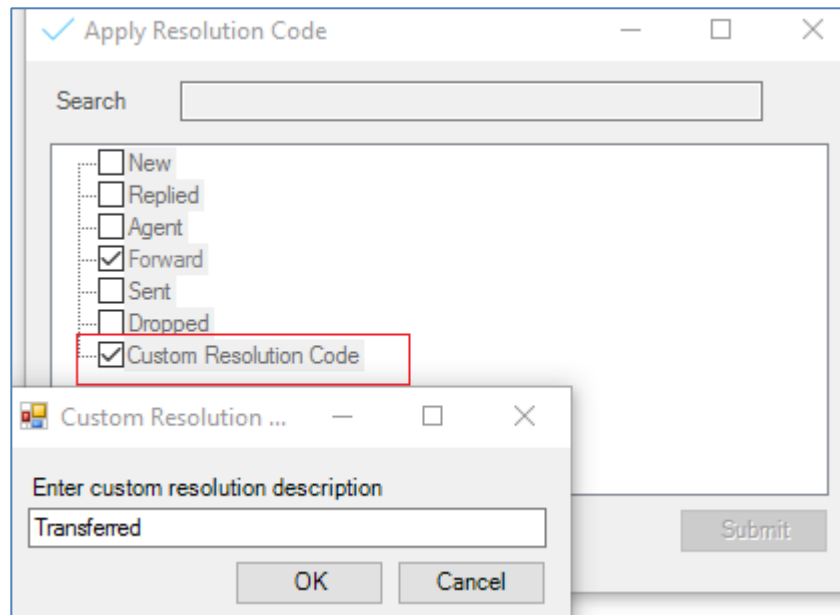 Apply Resolution Code
Search
New
Replied
Agent
Forward
Sent
Dropped
Custom Resolution Code
Custom Resolution ...
Enter custom resolution description
Transferred
Submit
OK Cancel